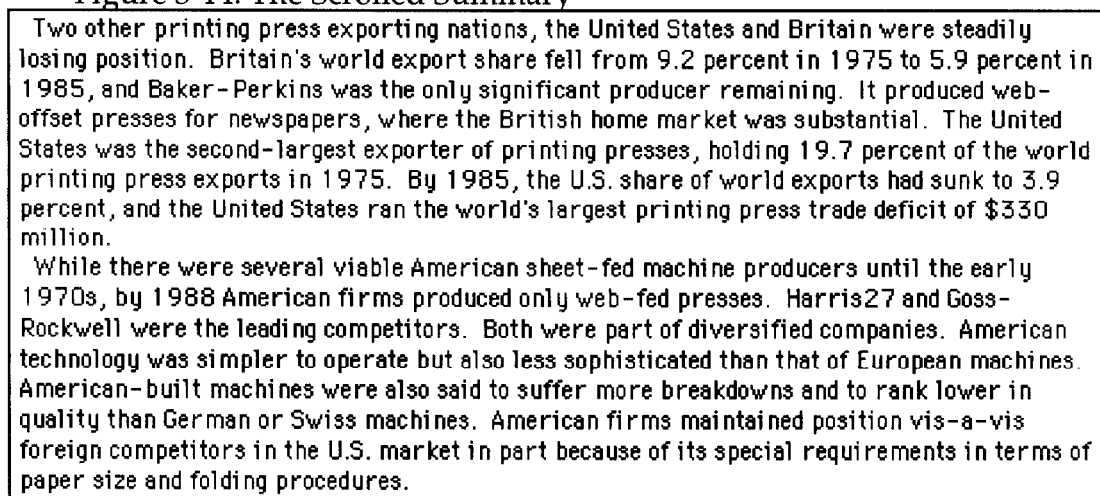 Figure 5-14: The Scrolled Summary
Two other printing press exporting nations, the United States and Britain were steadily
losing position. Britain's world export share fell from 9.2 percent in 1975 to 5.9 percent in
1985, and Baker-Perkins was the only significant producer remaining. It produced web-
offset presses for newspapers, where the British home market was substantial. The United
States was the second-largest exporter of printing presses, holding 19.7 percent of the world
printing press exports in 1975. By 1985, the U.S. share of world exports had sunk to 3.9
percent, and the United States ran the world's largest printing press trade deficit of $330
million.
While there were several viable American sheet-fed machine producers until the early
1970s, by 1988 American firms produced only web-fed presses. Harris27 and Goss-
Rockwell were the leading competitors. Both were part of diversified companies. American
technology was simpler to operate but also less sophisticated than that of European machines.
American-built machines were also said to suffer more breakdowns and to rank lower in
quality than German or Swiss machines. American firms maintained position vis-a-vis
foreign competitors in the U.S. market in part because of its special requirements in terms of
paper size and folding procedures.